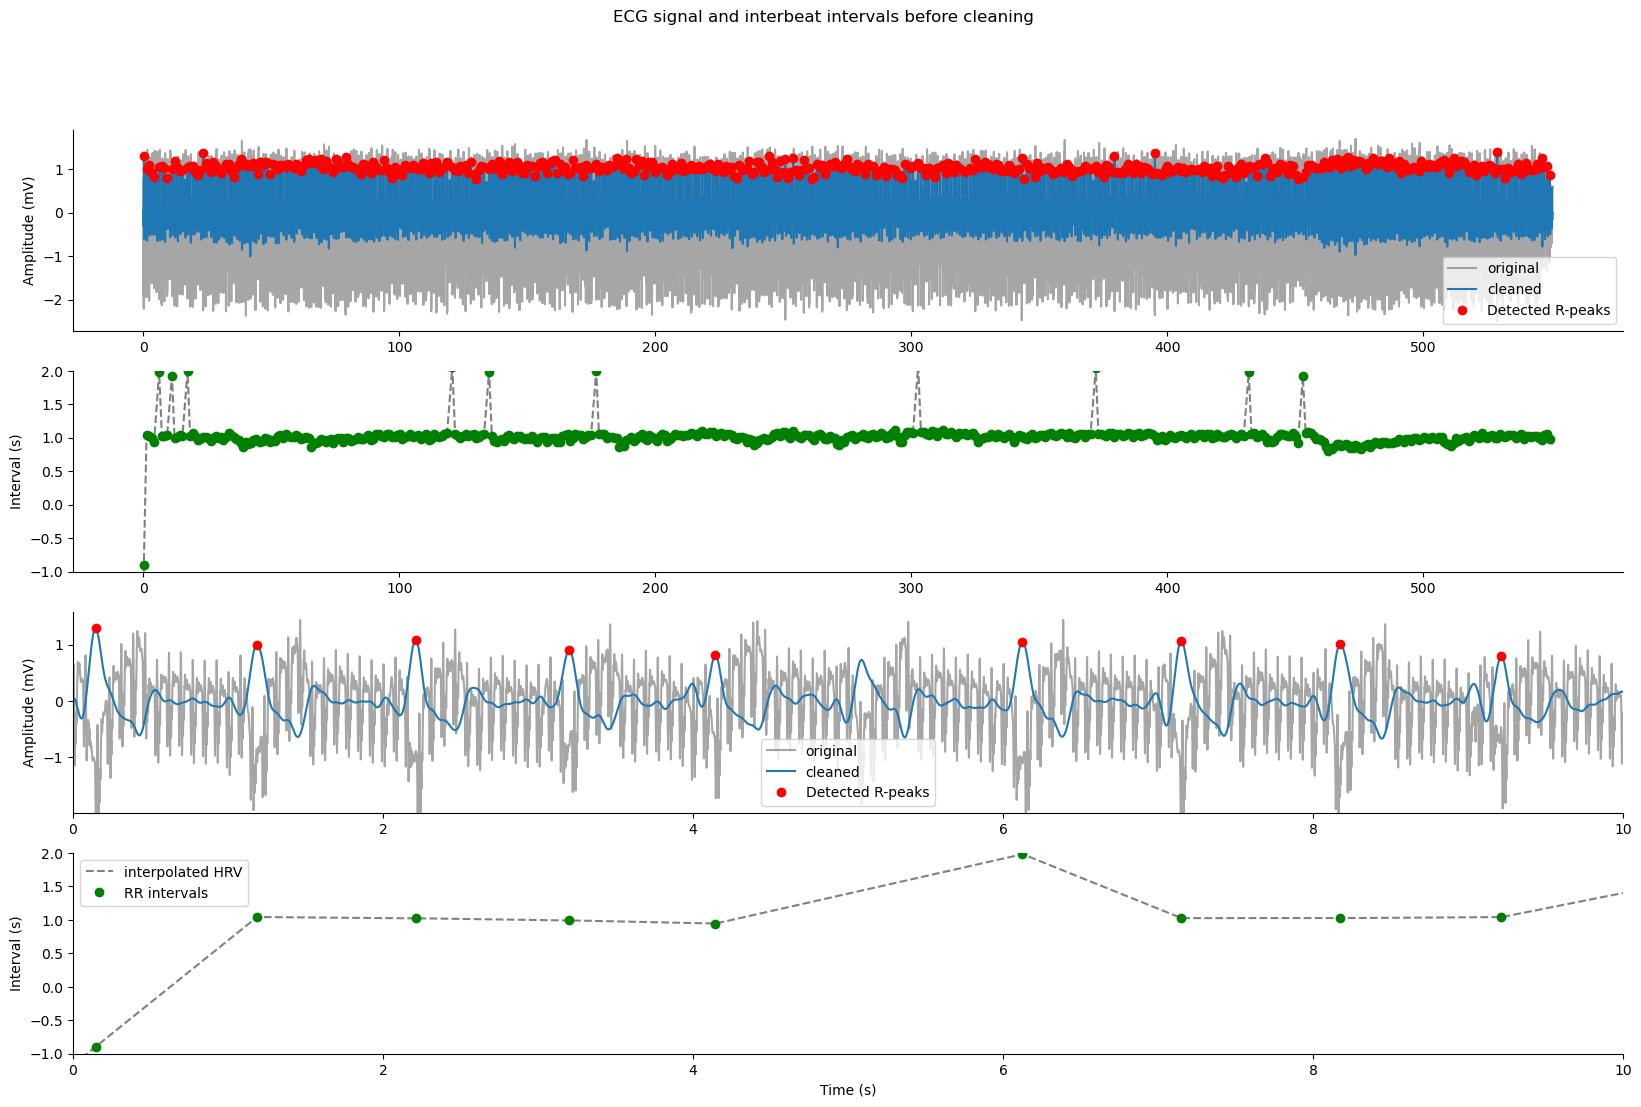 ECG signal and interbeat intervals before cleaning
Amplitude (mV)
1
0
−1
−2
original
cleaned
Detected R-peaks
0 100 200 300 400 500
Interval (s)
2.0
1.5
1.0
0.5
0.0
−0.5
−1.0
0 100 200 300 400 500
Amplitude (mV)
1
0
−1
original
cleaned
Detected R-peaks
0 2 4 6 8 10
Interval (s)
2.0
1.5
1.0
0.5
0.0
−0.5
−1.0
interpolated HRV
RR intervals
0 2 4 6 8 10
Time (s)